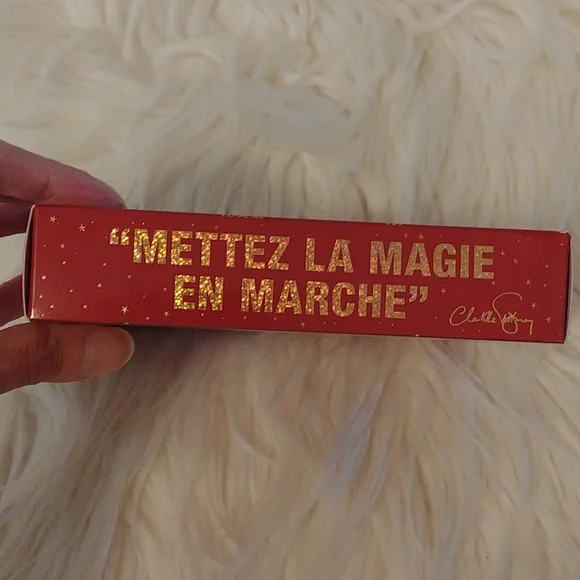 “METTEZ LA MAGIE
EN MARCHE”